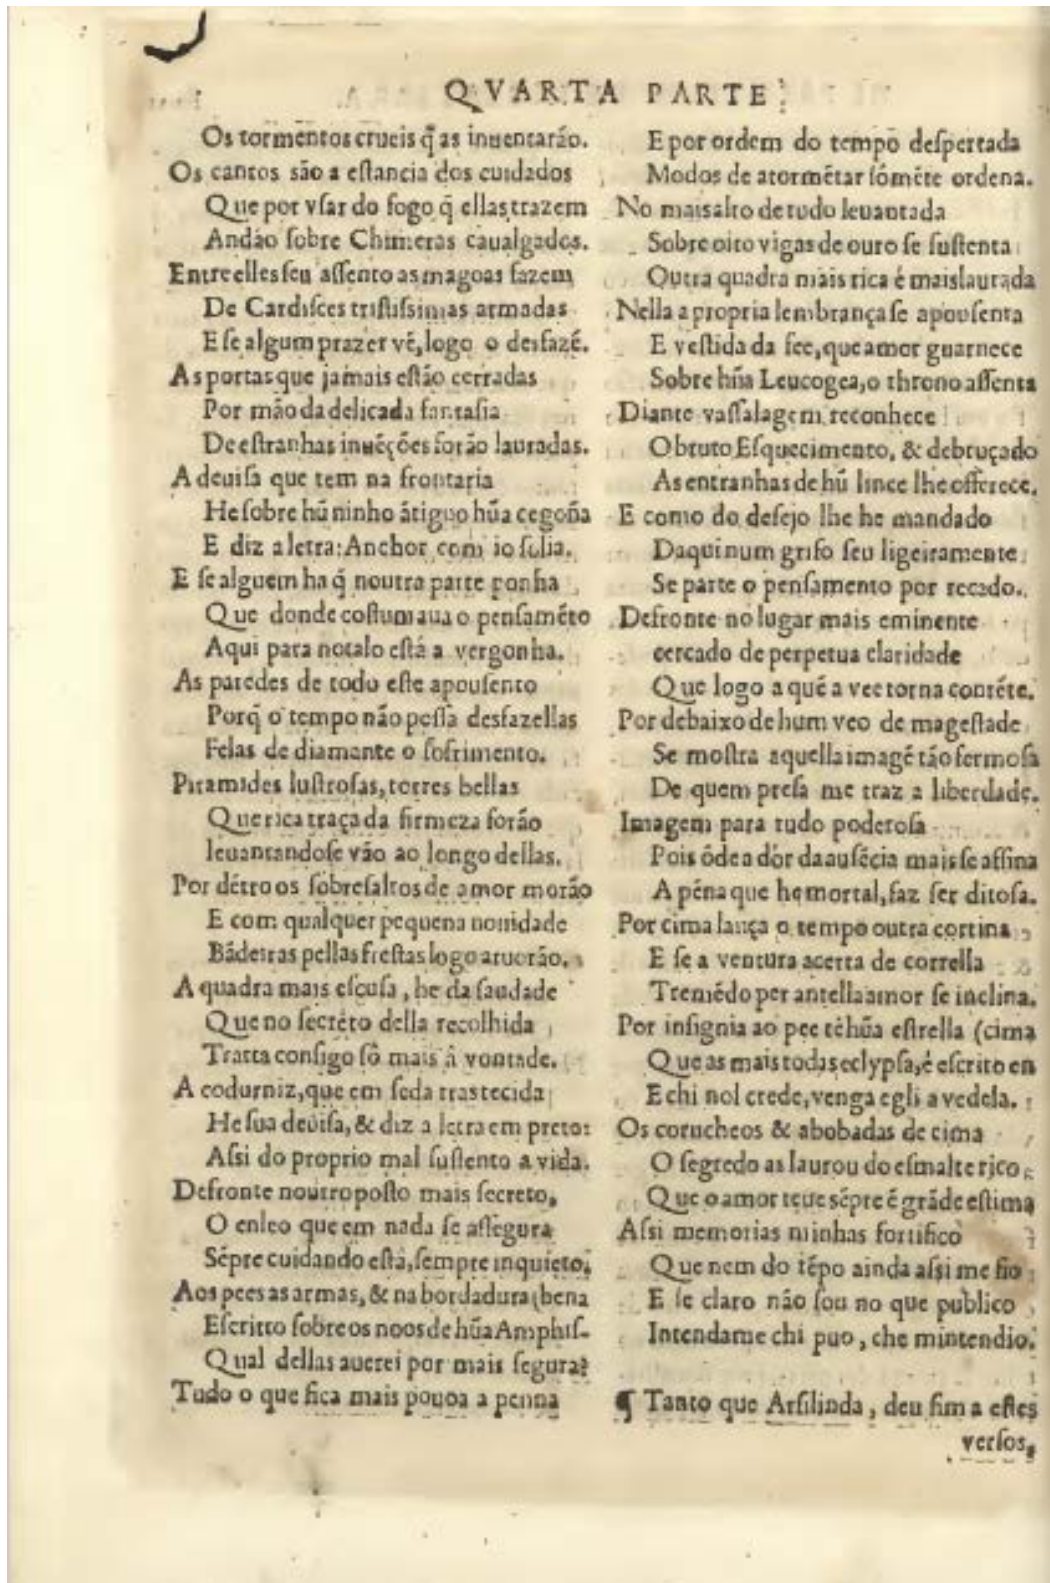 QVARTA PARTE
Os tormentos crueis q̃ as inuentarão.
Os cantos são a eſtancia dos cuidados
Que por vſar do fogo q̃ ellas trazem
Andão ſobre Chimeras caualgados.
Entre elles ſeu aſſento as magoas fazem
De Cardiſces triſtiſsimas armadas
E ſe algum prazer vẽ, logo o desfazẽ.
As portas que jamais eſtão cerradas
Por mão da delicada fantaſia
De eſtranhas inuẽções forão lauradas.
A deuiſa que tem na frontaria
He ſobre hũ ninho ãtiguo hũa cegoña
E diz a letra: Anchor com io ſolia.
E ſe alguem ha q̃ noutra parte ponha
Que donde coſtumaua o penſamẽto
Aqui para notalo eſtá a vergonha.
As paredes de todo eſte apouſento
Porq̃ o tempo não poſſa desfazellas
Felas de diamante o ſofrimento.
Piramides luſtroſas, torres bellas
Que rica traça da firmeza forão
leuantandoſe vão ao longo dellas.
Por dẽtro os ſobreſaltos de amor morão
E com qualquer pequena nouidade
Bãdeiras pellas freſtas logo aruorão.
A quadra mais eſcuſa, he da ſaudade
Que no ſecreto della recolhida
Tratta conſigo ſô mais â vontade.
A codurniz, que em ſeda traſtecida
He ſua deuiſa, & diz a letra em preto:
Aſsi do proprio mal ſuſtento a vida.
Defronte noutro poſto mais ſecreto,
O enleo que em nada ſe aſſegura
Sẽpre cuidando eſtá, ſempre inquieto.
Aos pees as armas, & na bordadura (bena
Eſcritto ſobre os noos de hũa Amphiſ-
Qual dellas auerei por mais ſegura?
Tudo o que fica mais pouoa a penna
E por ordem do tempo deſpertada
Modos de atormẽtar ſómẽte ordena.
No mais alto de tudo leuantada
Sobre oito vigas de ouro ſe ſuſtenta
Outra quadra mais rica é mais laurada
Nella a propria lembrança ſe apouſenta
E veſtida da fee, que amor guarnece
Sobre hũa Leucogea, o throno aſſenta
Diante vaſſalagem reconhece
O bruto Eſquecimento, & debruçado
As entranhas de hũ lince lhe offerece.
E como do deſejo lhe he mandado
Daqui num grifo ſeu ligeiramente
Se parte o penſamento por recado.
Defronte no lugar mais eminente
cercado de perpetua claridade
Que logo a quẽ a vee torna contẽte.
Por debaixo de hum veo de mageſtade
Se moſtra aquella imagẽ tão fermoſa
De quem preſa me traz a liberdade.
Imagem para tudo poderoſa
Pois õde a dòr da auſẽcia mais ſe affina
A péna que he mortal, faz ſer ditoſa.
Por cima lança o tempo outra cortina
E ſe a ventura acerta de corrella
Tremẽdo per antella amor ſe inclina.
Por inſignia ao pee tẽ hũa eſtrella (cima
Que as mais todas eclypſa, é eſcrito en
E chi nol crede, venga egli a vedela.
Os corucheos & abobadas de cima
O ſegredo as laurou do eſmalte rico
Que o amor teue sẽpre é grãde eſtima
Aſsi memorias minhas fortifico
Que nem do tẽpo ainda aſsi me fio
E ſe claro não ſou no que publico
Intendame chi puo, che mintendio.
¶ Tanto que Arſilinda, deu fim a eſtes
verſos,